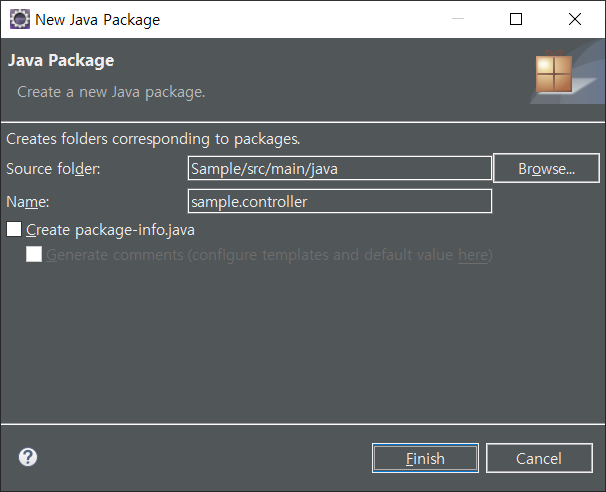 New Java Package
Java Package
Create a new Java package.
Creates folders corresponding to packages.
Source folder: Sample/src/main/java Browse...
Name: sample.controller
Create package-info.java
Generate comments (configure templates and default value here)
? Finish Cancel